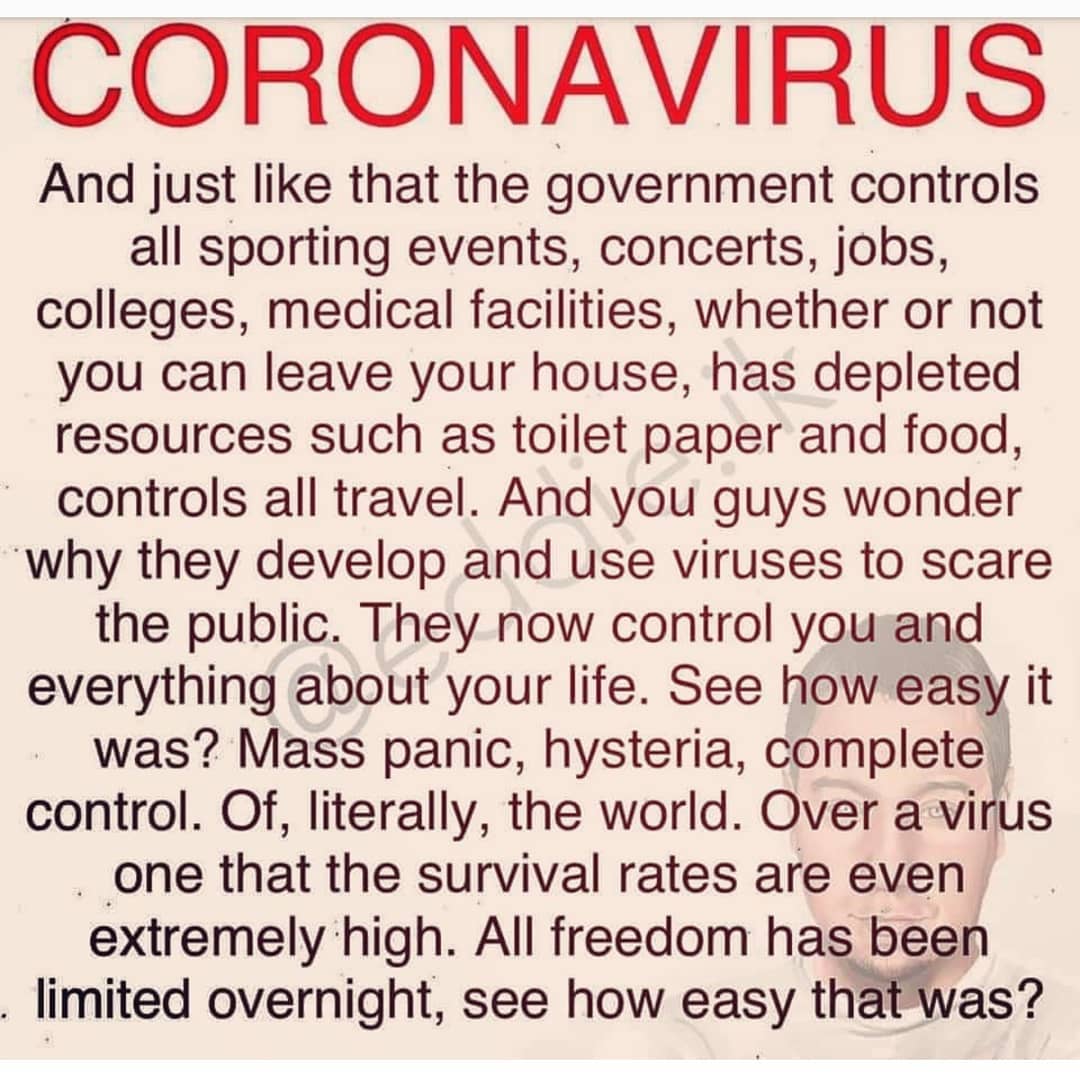 CORONAVIRUS
And just like that the government controls
all sporting events, concerts, jobs,
colleges, medical facilities, whether or not
you can leave your house, has depleted
resources such as toilet paper and food,
controls all travel. And you guys wonder
why they develop and use viruses to scare
the public. They now control you and
everything about your life. See how easy it
was? Mass panic, hysteria, complete
control. Of, literally, the world. Over a virus
one that the survival rates are even
extremely high. All freedom has been
limited overnight, see how easy that was?
@eddie.ik